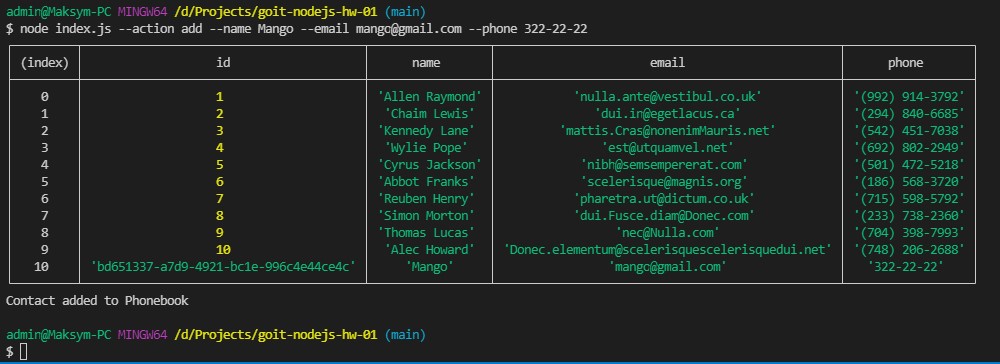 admin@Maksym-PC MINGW64 /d/Projects/goit-nodejs-hw-01 (main)
$ node index.js --action add --name Mango --email mango@gmail.com --phone 322-22-22
(index) id name email phone
0 1 'Allen Raymond' 'nulla.ante@vestibul.co.uk' '(992) 914-3792'
1 2 'Chaim Lewis' 'dui.in@egetlacus.ca' '(294) 840-6685'
2 3 'Kennedy Lane' 'mattis.Cras@nonenimMauris.net' '(542) 451-7038'
3 4 'Wylie Pope' 'est@utquamvel.net' '(692) 802-2949'
4 5 'Cyrus Jackson' 'nibh@semsempererat.com' '(501) 472-5218'
5 6 'Abbot Franks' 'scelerisque@magnis.org' '(186) 568-3720'
6 7 'Reuben Henry' 'pharetra.ut@dictum.co.uk' '(715) 598-5792'
7 8 'Simon Morton' 'dui.Fusce.diam@Donec.com' '(233) 738-2360'
8 9 'Thomas Lucas' 'nec@Nulla.com' '(704) 398-7993'
9 10 'Alec Howard' 'Donec.elementum@scelerisquescelerisquedui.net' '(748) 206-2688'
10 'bd651337-a7d9-4921-bc1e-996c4e44ce4c' 'Mango' 'mango@gmail.com' '322-22-22'
Contact added to Phonebook
admin@Maksym-PC MINGW64 /d/Projects/goit-nodejs-hw-01 (main)
$